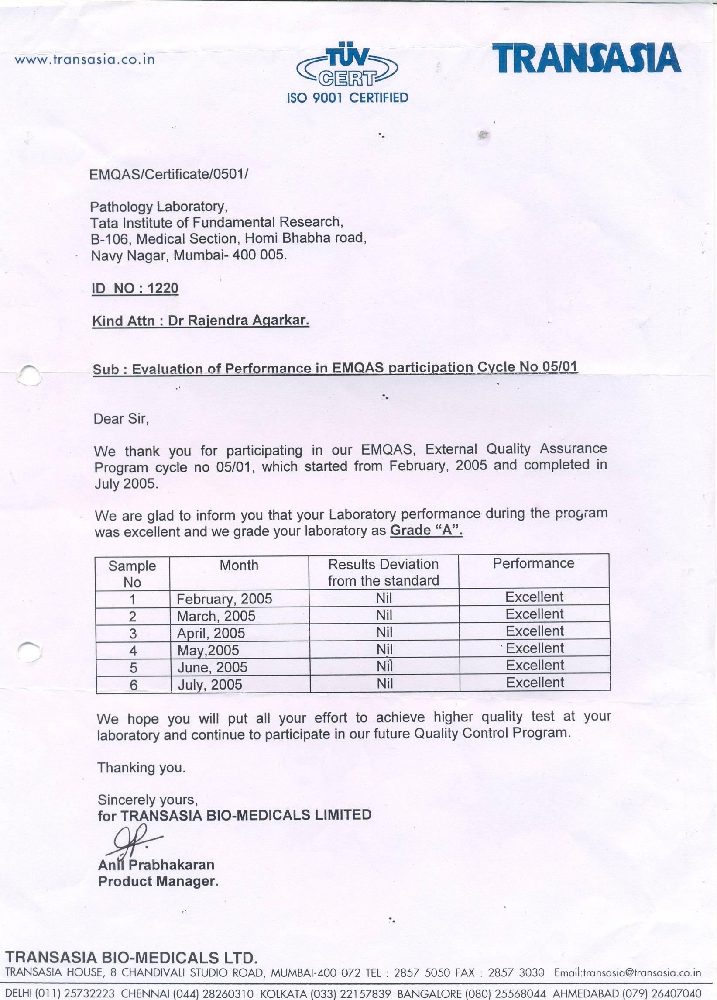 www.transasia.co.in
TÜV
CERT
ISO 9001 CERTIFIED
TRANSASIA
EMQAS/Certificate/0501/
Pathology Laboratory,
Tata Institute of Fundamental Research,
B-106, Medical Section, Homi Bhabha road,
Navy Nagar, Mumbai- 400 005.
ID NO : 1220
Kind Attn : Dr Rajendra Agarkar.
Sub : Evaluation of Performance in EMQAS participation Cycle No 05/01
Dear Sir,
We thank you for participating in our EMQAS, External Quality Assurance
Program cycle no 05/01, which started from February, 2005 and completed in
July 2005.
We are glad to inform you that your Laboratory performance during the program
was excellent and we grade your laboratory as Grade “A”.
Sample No Month Results Deviation from the standard Performance
1 February, 2005 Nil Excellent
2 March, 2005 Nil Excellent
3 April, 2005 Nil Excellent
4 May,2005 Nil Excellent
5 June, 2005 Nil Excellent
6 July, 2005 Nil Excellent
We hope you will put all your effort to achieve higher quality test at your
laboratory and continue to participate in our future Quality Control Program.
Thanking you.
Sincerely yours,
for TRANSASIA BIO-MEDICALS LIMITED
Anil Prabhakaran
Product Manager.
TRANSASIA BIO-MEDICALS LTD.
TRANSASIA HOUSE, 8 CHANDIVALI STUDIO ROAD, MUMBAI-400 072 TEL : 2857 5050 FAX : 2857 3030 Email:transasia@transasia.co.in
DELHI (011) 25732223 CHENNAI (044) 28260310 KOLKATA (033) 22157839 BANGALORE (080) 25568044 AHMEDABAD (079) 26407040